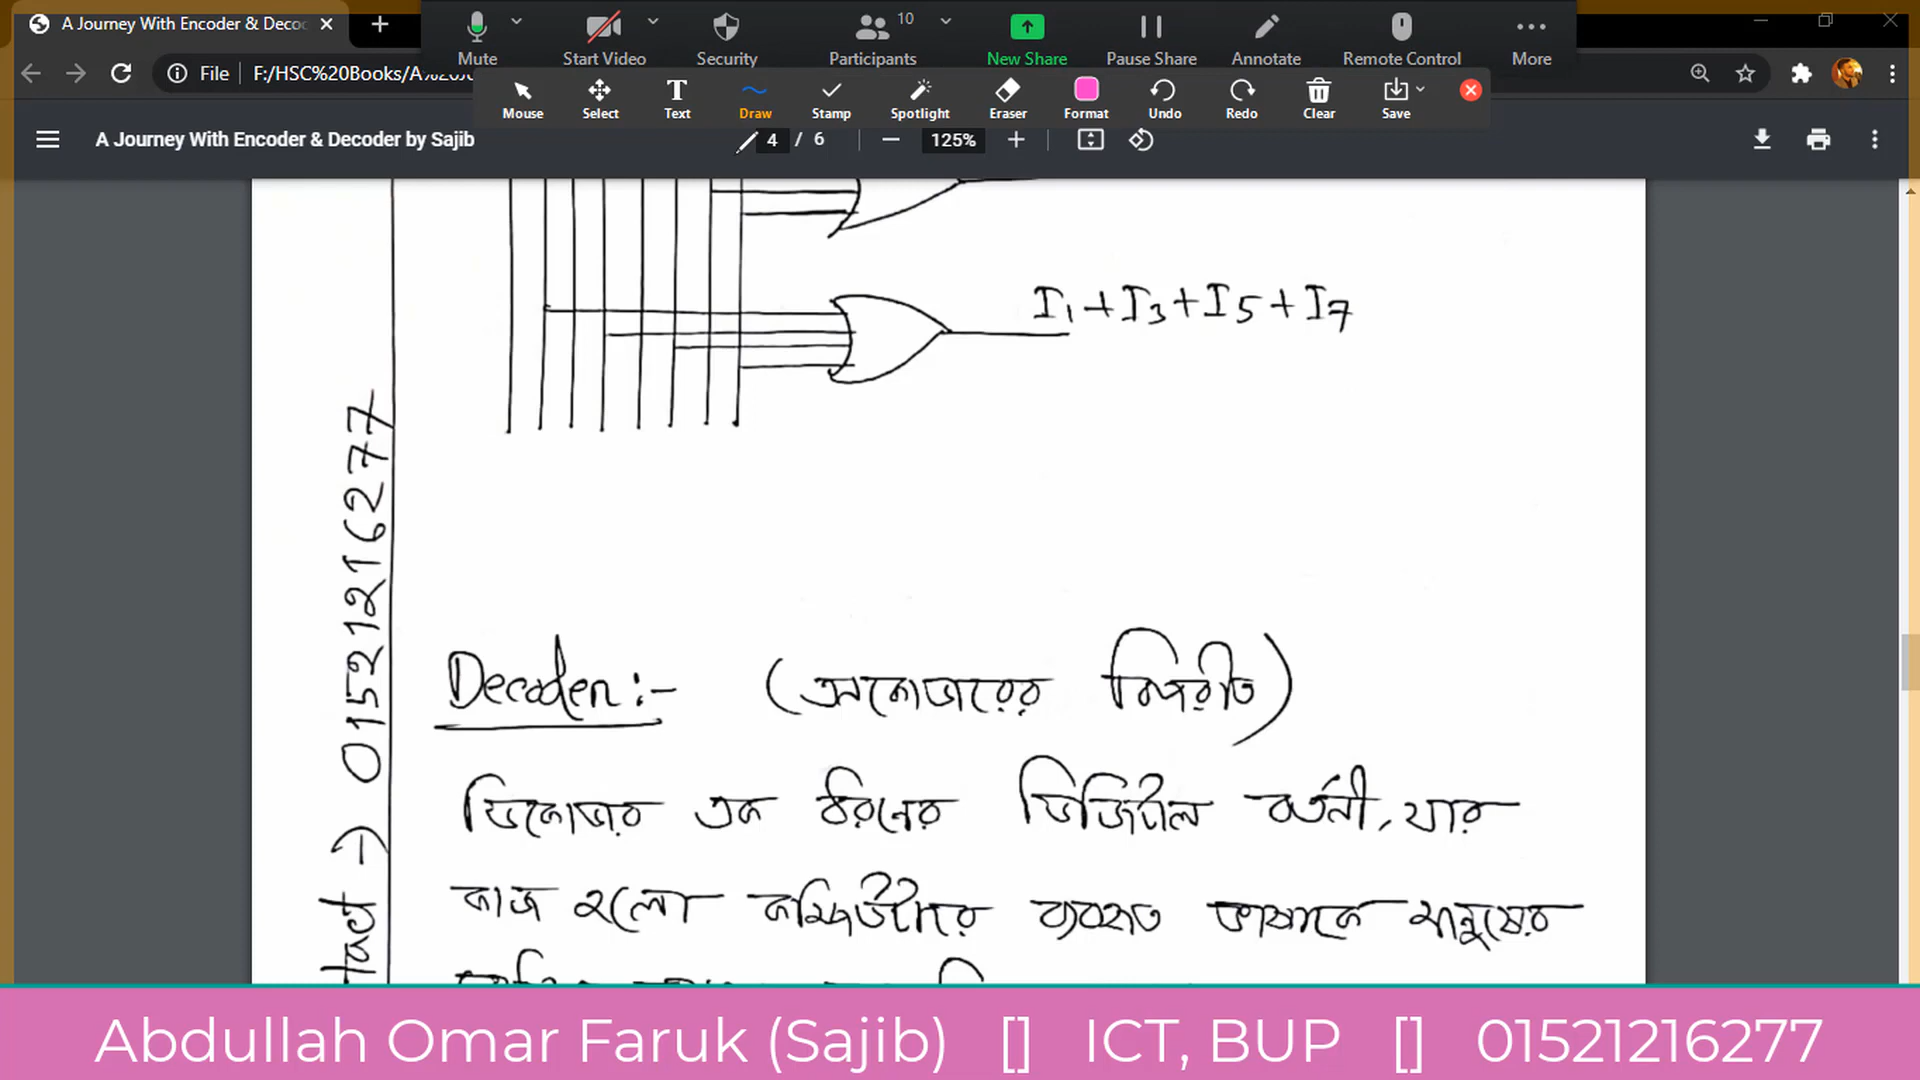 A Journey With Encoder & Deco
Mute
Start Video
Security
10
Participants
New Share
Pause Share
Annotate
Remote Control
More
File
Mouse
Select
Text
Draw
Stamp
Spotlight
Eraser
Format
Undo
Redo
Clear
Save
A Journey With Encoder & Decoder by Sajib
4 / 6
125%
I1+I3+I5+I7
01521216277
Decoder:- (এনকোডারের বিপরীত)
ডিকোডার এক ধরনের ডিজিটাল বর্তনী, যার
কাজ হলো কম্পিউটারে ব্যবহৃত ভাষাকে মানুষের
Abdullah Omar Faruk (Sajib) [] ICT, BUP [] 01521216277